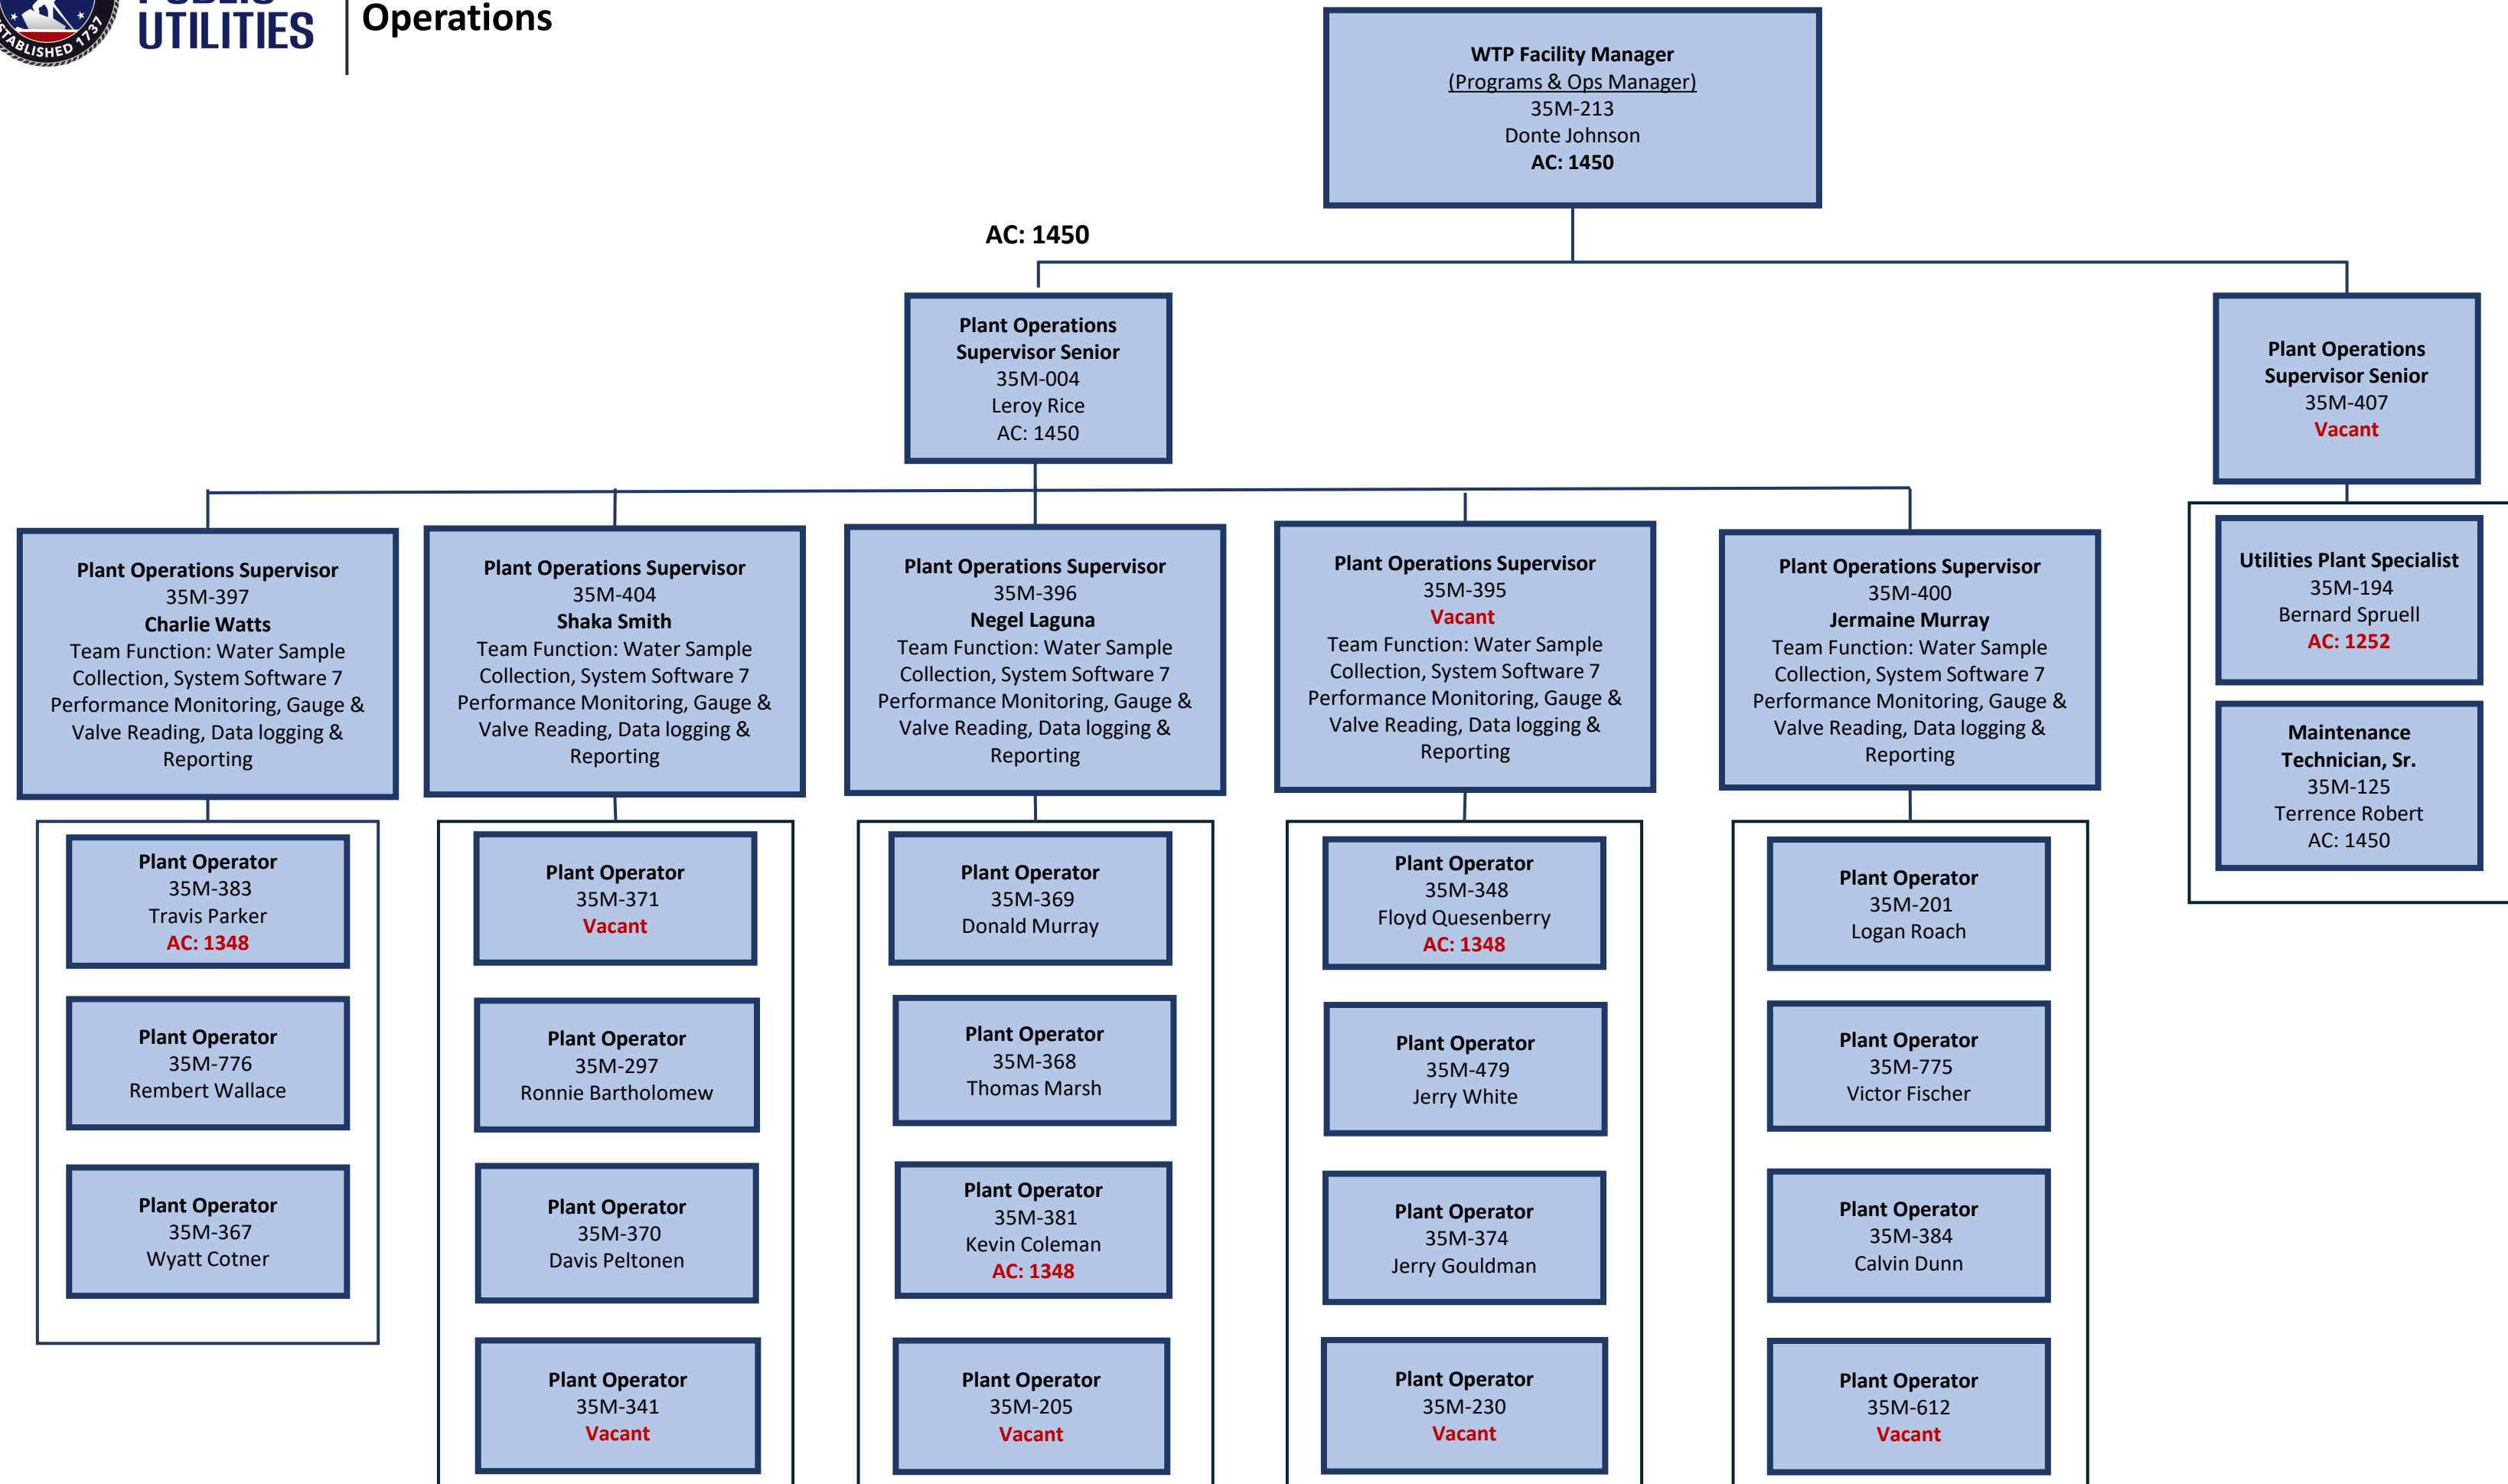 ESTABLISHED 1737
PUBLIC
UTILITIES
Operations
WTP Facility Manager
(Programs & Ops Manager)
35M-213
Donte Johnson
AC: 1450
AC: 1450
Plant Operations
Supervisor Senior
35M-004
Leroy Rice
AC: 1450
Plant Operations
Supervisor Senior
35M-407
Vacant
Plant Operations Supervisor
35M-397
Charlie Watts
Team Function: Water Sample
Collection, System Software 7
Performance Monitoring, Gauge &
Valve Reading, Data logging &
Reporting
Plant Operations Supervisor
35M-404
Shaka Smith
Team Function: Water Sample
Collection, System Software 7
Performance Monitoring, Gauge &
Valve Reading, Data logging &
Reporting
Plant Operations Supervisor
35M-396
Negel Laguna
Team Function: Water Sample
Collection, System Software 7
Performance Monitoring, Gauge &
Valve Reading, Data logging &
Reporting
Plant Operations Supervisor
35M-395
Vacant
Team Function: Water Sample
Collection, System Software 7
Performance Monitoring, Gauge &
Valve Reading, Data logging &
Reporting
Plant Operations Supervisor
35M-400
Jermaine Murray
Team Function: Water Sample
Collection, System Software 7
Performance Monitoring, Gauge &
Valve Reading, Data logging &
Reporting
Utilities Plant Specialist
35M-194
Bernard Spruell
AC: 1252
Maintenance
Technician, Sr.
35M-125
Terrence Robert
AC: 1450
Plant Operator
35M-383
Travis Parker
AC: 1348
Plant Operator
35M-776
Rembert Wallace
Plant Operator
35M-367
Wyatt Cotner
Plant Operator
35M-371
Vacant
Plant Operator
35M-297
Ronnie Bartholomew
Plant Operator
35M-370
Davis Peltonen
Plant Operator
35M-341
Vacant
Plant Operator
35M-369
Donald Murray
Plant Operator
35M-368
Thomas Marsh
Plant Operator
35M-381
Kevin Coleman
AC: 1348
Plant Operator
35M-205
Vacant
Plant Operator
35M-348
Floyd Quesenberry
AC: 1348
Plant Operator
35M-479
Jerry White
Plant Operator
35M-374
Jerry Gouldman
Plant Operator
35M-230
Vacant
Plant Operator
35M-201
Logan Roach
Plant Operator
35M-775
Victor Fischer
Plant Operator
35M-384
Calvin Dunn
Plant Operator
35M-612
Vacant